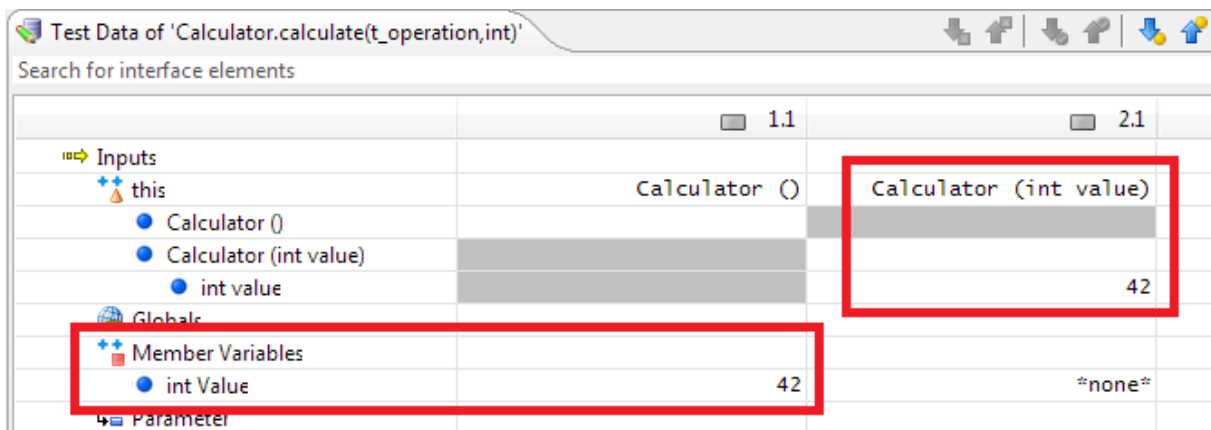 Test Data of 'Calculator.calculate(t_operation,int)'
Search for interface elements
1.1 2.1
Inputs
this Calculator () Calculator (int value)
Calculator ()
Calculator (int value)
int value 42
Globals
Member Variables
int Value 42 *none*
Parameter